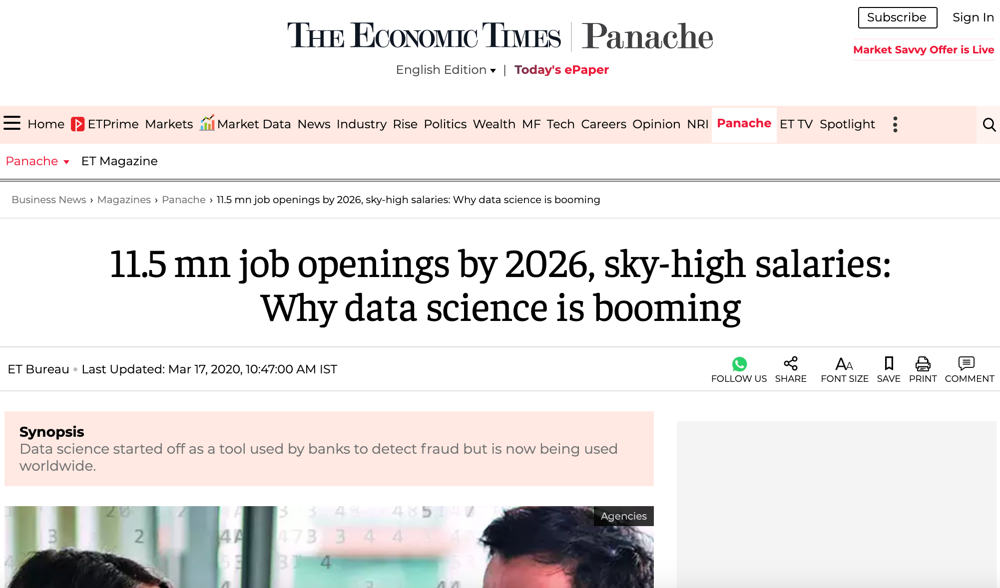 Subscribe Sign In
THE ECONOMIC TIMES | Panache
Market Savvy Offer is Live
English Edition | Today's ePaper
Home ETPrime Markets Market Data News Industry Rise Politics Wealth MF Tech Careers Opinion NRI Panache ET TV Spotlight
Panache ET Magazine
Business News › Magazines › Panache › 11.5 mn job openings by 2026, sky-high salaries: Why data science is booming
11.5 mn job openings by 2026, sky-high salaries:
Why data science is booming
ET Bureau • Last Updated: Mar 17, 2020, 10:47:00 AM IST
FOLLOW US SHARE FONT SIZE SAVE PRINT COMMENT
Synopsis
Data science started off as a tool used by banks to detect fraud but is now being used
worldwide.
Agencies